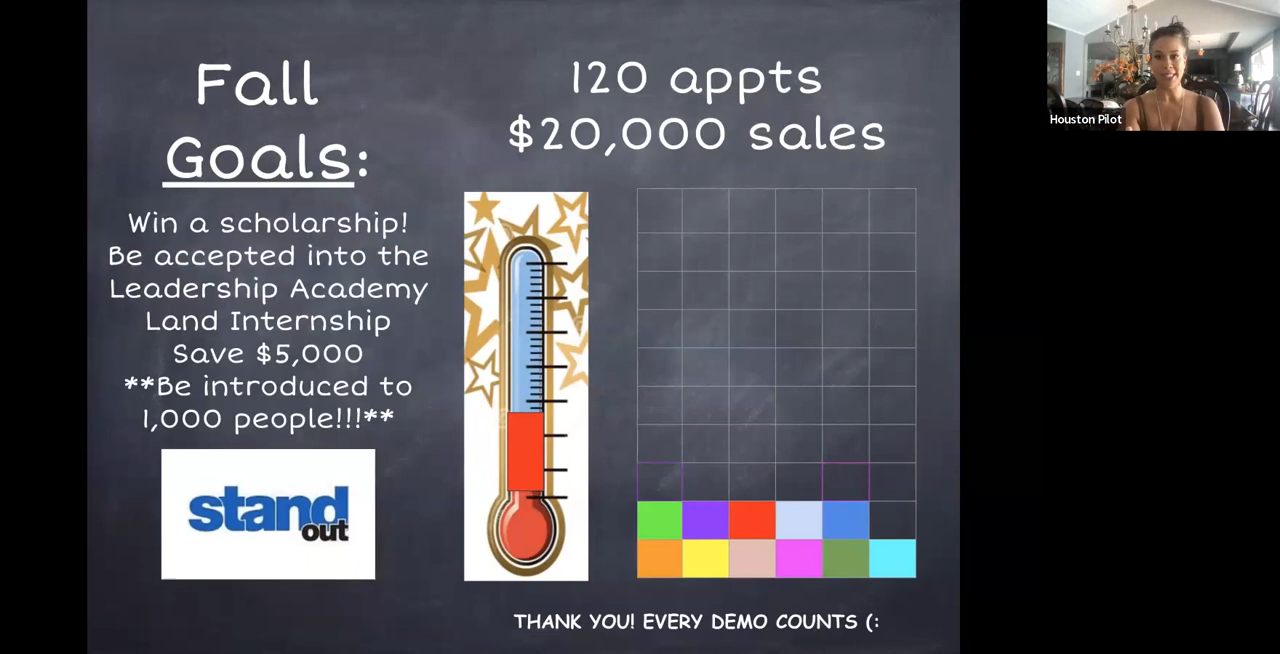 Fall
Goals:
Win a scholarship!
Be accepted into the
Leadership Academy
Land Internship
Save $5,000
**Be introduced to
1,000 people!!!**
stand
out
120 appts
$20,000 sales
THANK YOU! EVERY DEMO COUNTS (:
Houston Pilot